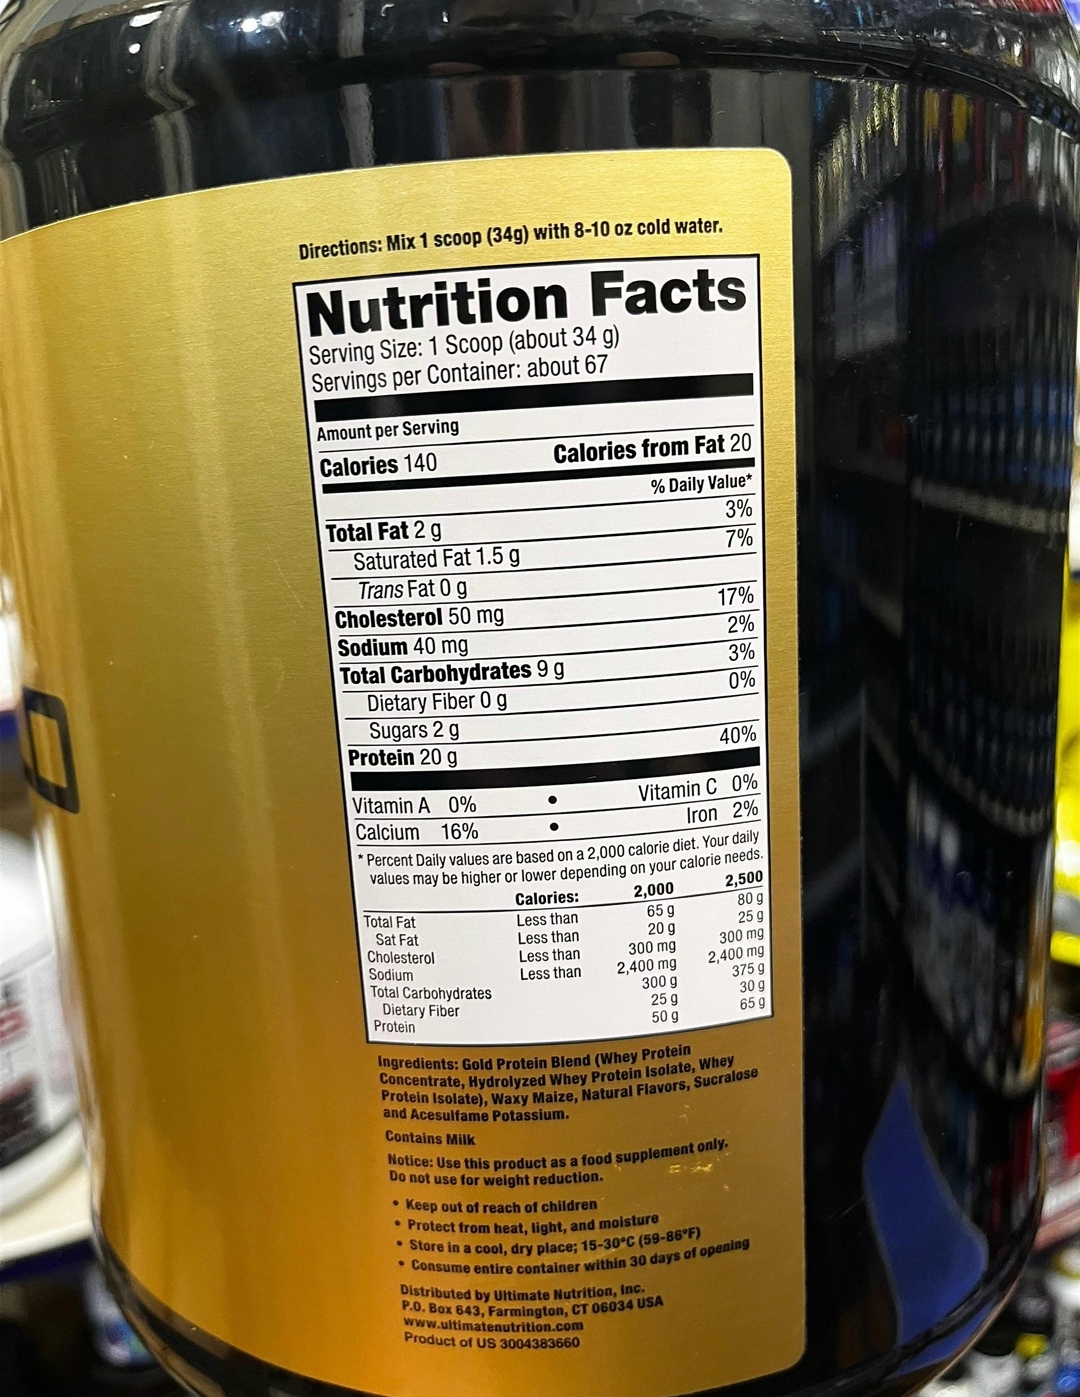 Directions: Mix 1 scoop (34g) with 8-10 oz cold water.
Nutrition Facts
Serving Size: 1 Scoop (about 34 g)
Servings per Container: about 67
Amount per Serving
Calories 140 Calories from Fat 20
% Daily Value*
Total Fat 2 g 3%
Saturated Fat 1.5 g 7%
Trans Fat 0 g
Cholesterol 50 mg 17%
Sodium 40 mg 2%
Total Carbohydrates 9 g 3%
Dietary Fiber 0 g 0%
Sugars 2 g
Protein 20 g 40%
Vitamin A 0% • Vitamin C 0%
Calcium 16% • Iron 2%
* Percent Daily values are based on a 2,000 calorie diet. Your daily
values may be higher or lower depending on your calorie needs.
Calories: 2,000 2,500
Total Fat Less than 65 g 80 g
Sat Fat Less than 20 g 25 g
Cholesterol Less than 300 mg 300 mg
Sodium Less than 2,400 mg 2,400 mg
Total Carbohydrates 300 g 375 g
Dietary Fiber 25 g 30 g
Protein 50 g 65 g
Ingredients: Gold Protein Blend (Whey Protein
Concentrate, Hydrolyzed Whey Protein Isolate, Whey
Protein Isolate), Waxy Maize, Natural Flavors, Sucralose
and Acesulfame Potassium.
Contains Milk
Notice: Use this product as a food supplement only.
Do not use for weight reduction.
• Keep out of reach of children
• Protect from heat, light, and moisture
• Store in a cool, dry place; 15-30°C (59-86°F)
• Consume entire container within 30 days of opening
Distributed by Ultimate Nutrition, Inc.
P.O. Box 643, Farmington, CT 06034 USA
www.ultimatenutrition.com
Product of US 3004383660